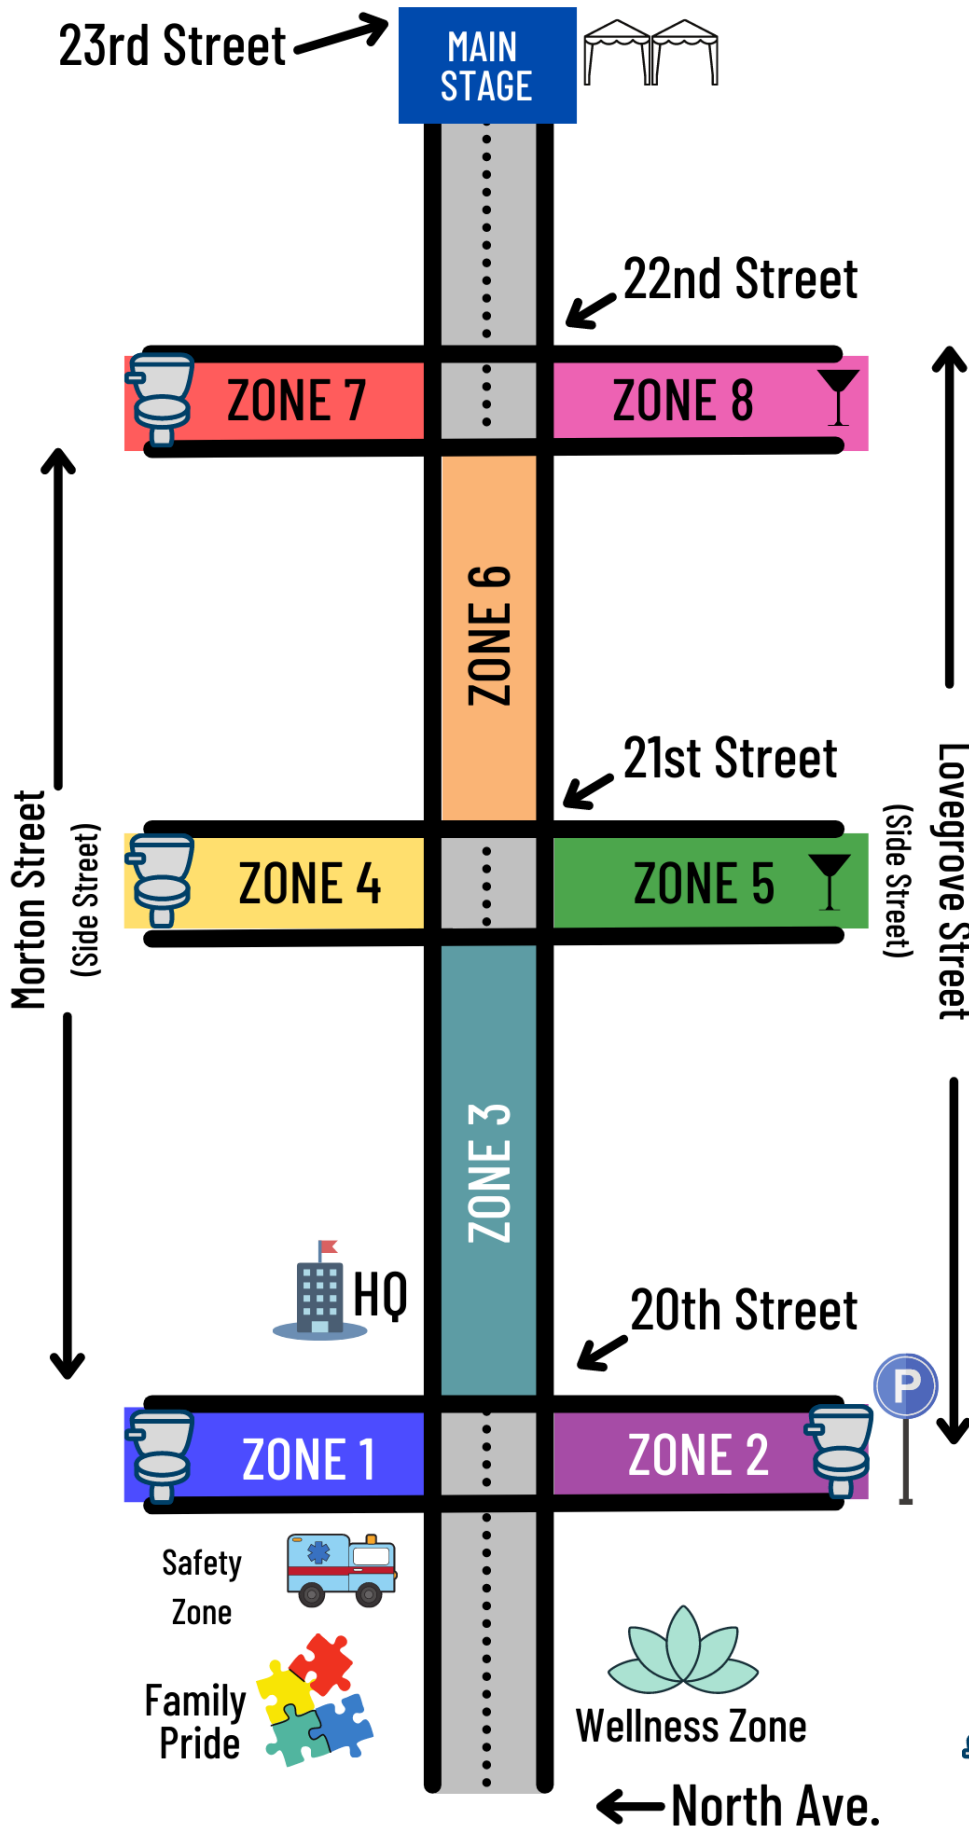 23rd Street
MAIN
STAGE
22nd Street
ZONE 7
ZONE 8
ZONE 6
21st Street
Morton Street
(Side Street)
ZONE 4
ZONE 5
(Side Street)
Lovegrove Street
ZONE 3
HQ
20th Street
P
ZONE 1
ZONE 2
Safety
Zone
Family
Pride
Wellness Zone
North Ave.